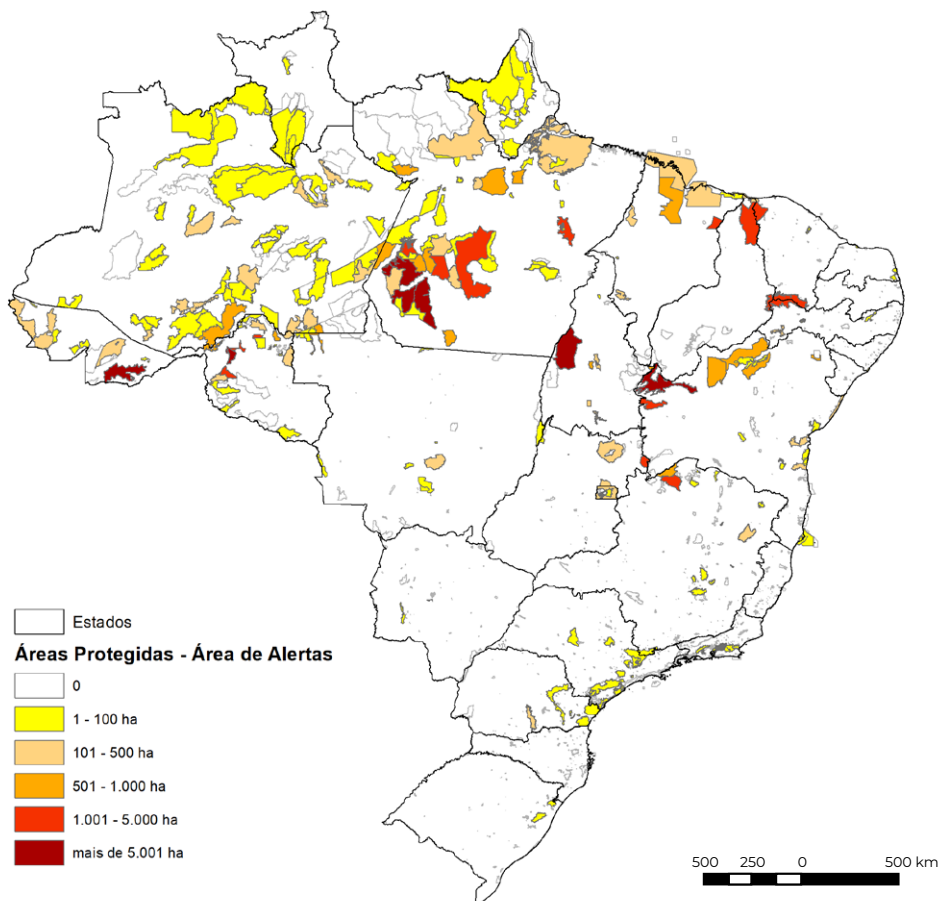 Estados
Áreas Protegidas - Área de Alertas
0
1 - 100 ha
101 - 500 ha
501 - 1.000 ha
1.001 - 5.000 ha
mais de 5.001 ha
500 250 0 500 km